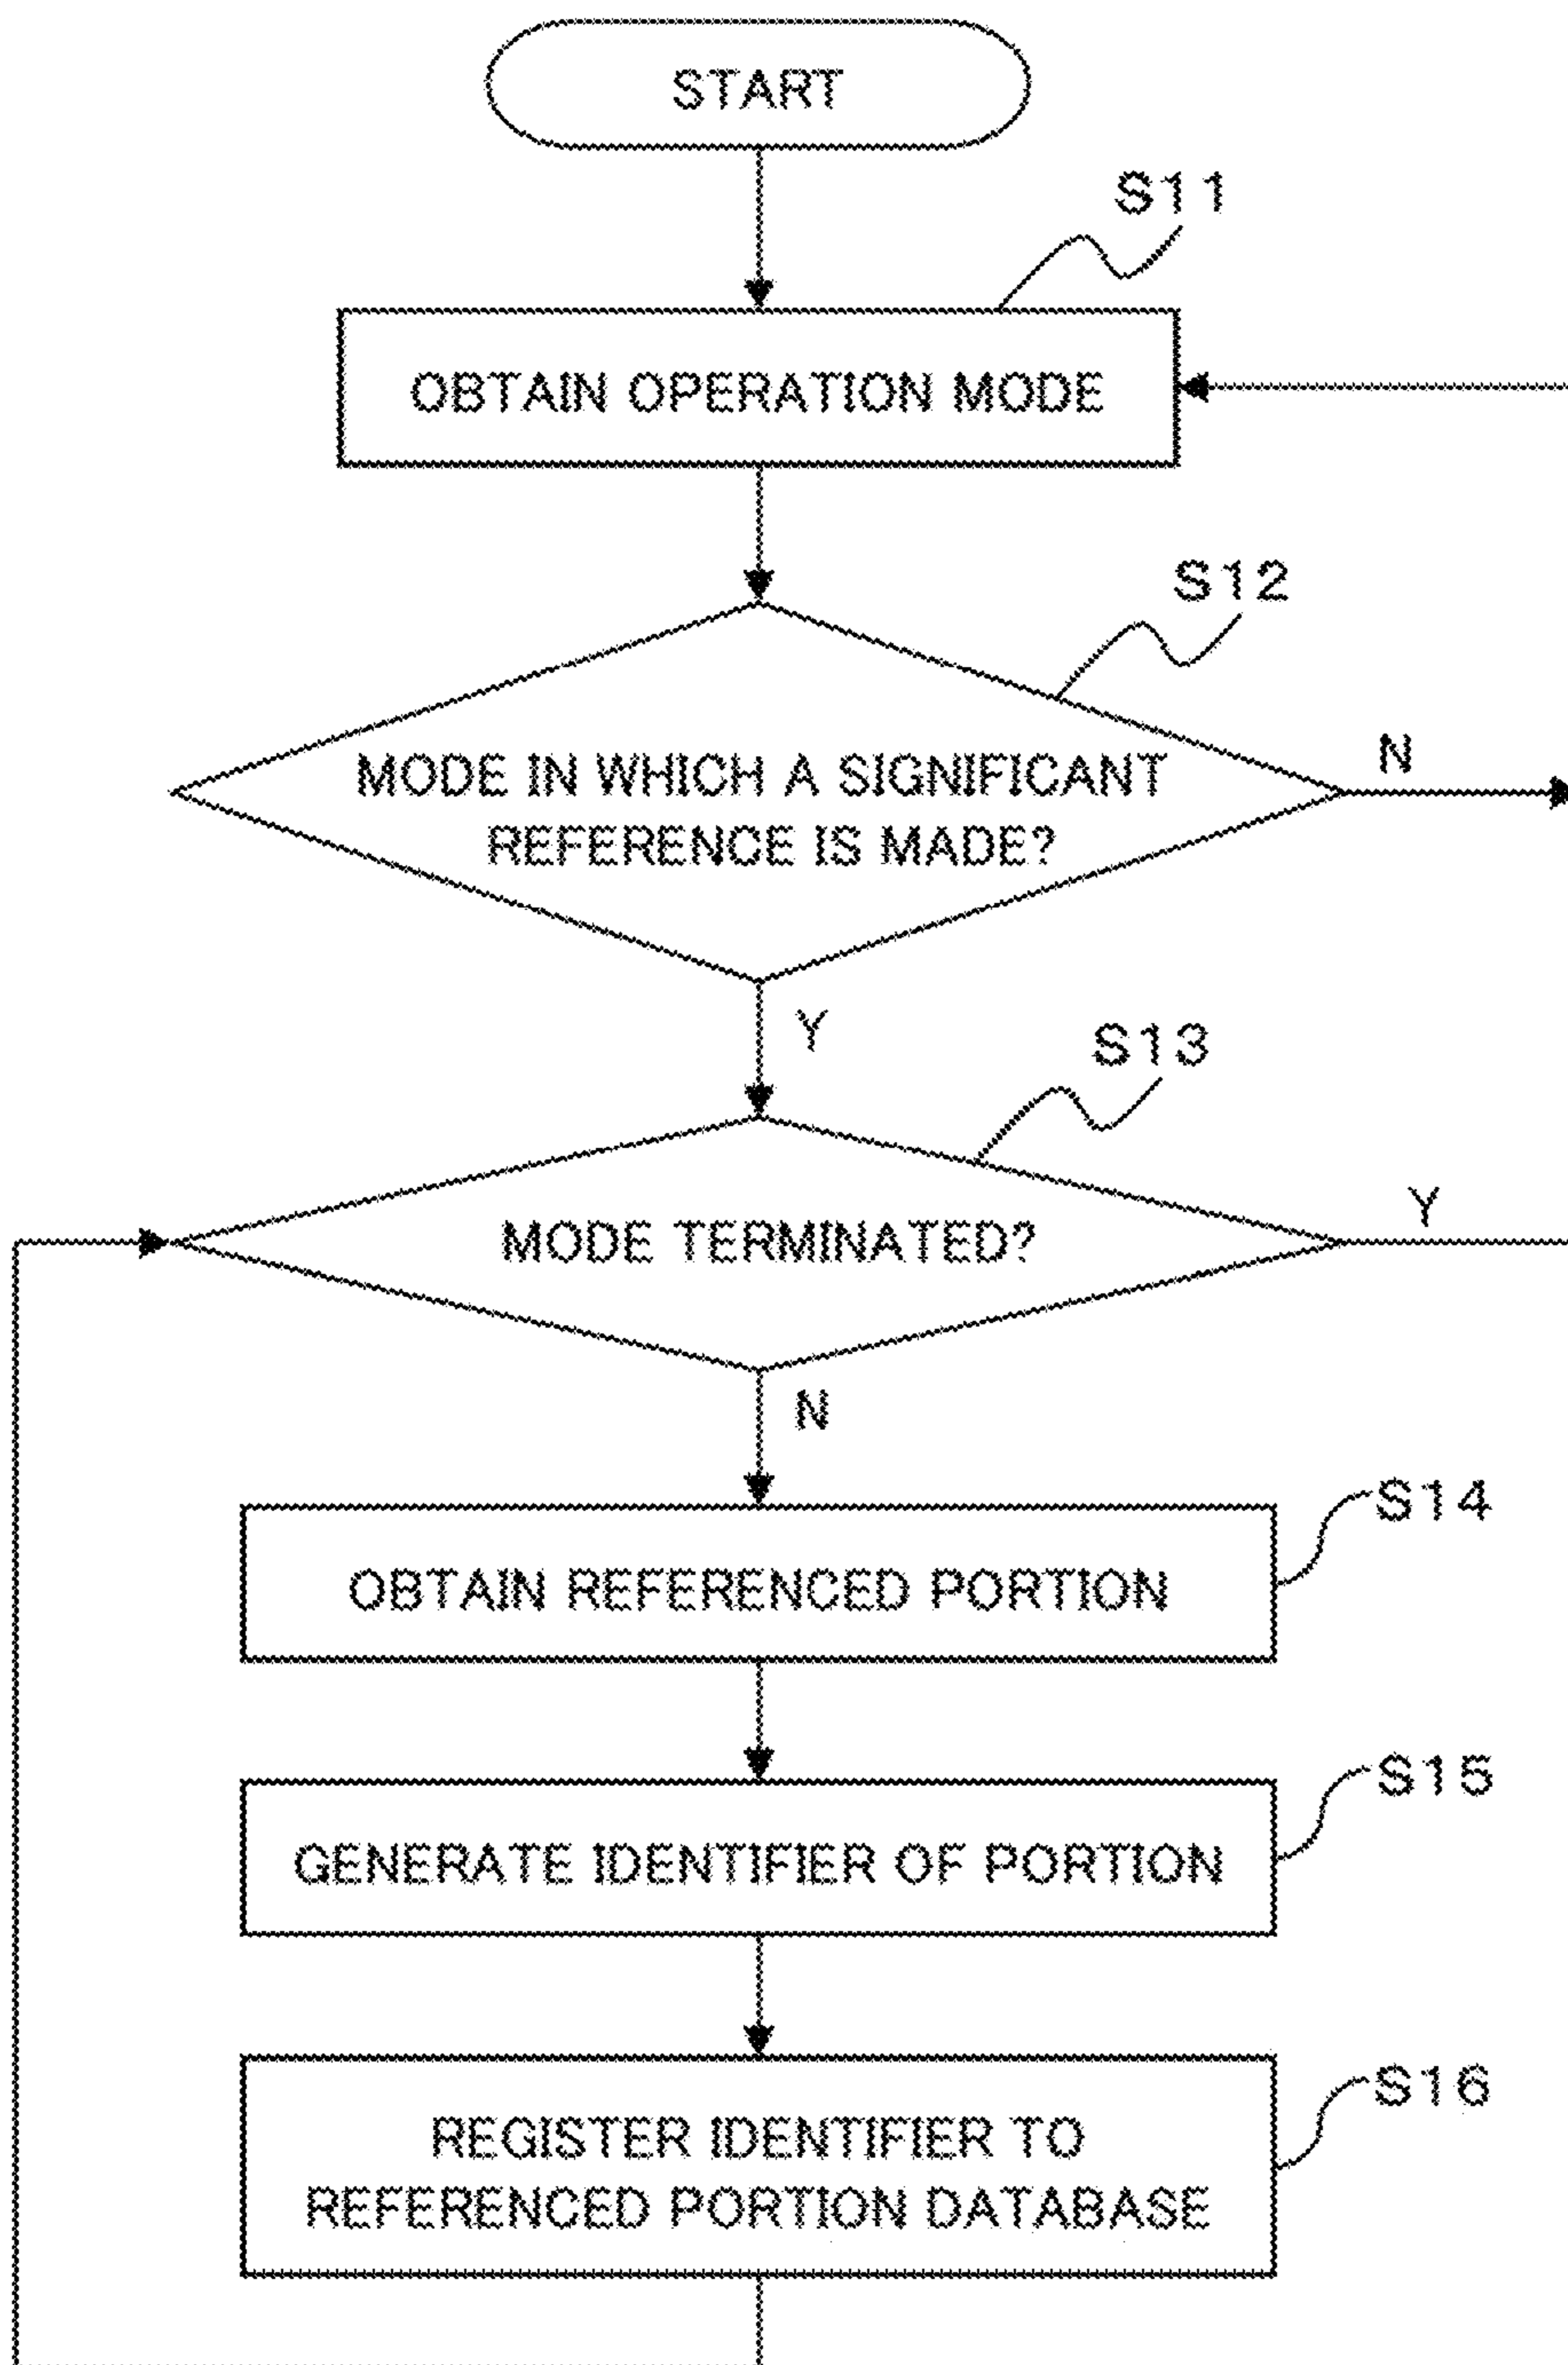 START
S11
OBTAIN OPERATION MODE
S12
MODE IN WHICH A SIGNIFICANT
REFERENCE IS MADE?
N
Y
S13
MODE TERMINATED?
Y
N
S14
OBTAIN REFERENCED PORTION
S15
GENERATE IDENTIFIER OF PORTION
S16
REGISTER IDENTIFIER TO
REFERENCED PORTION DATABASE